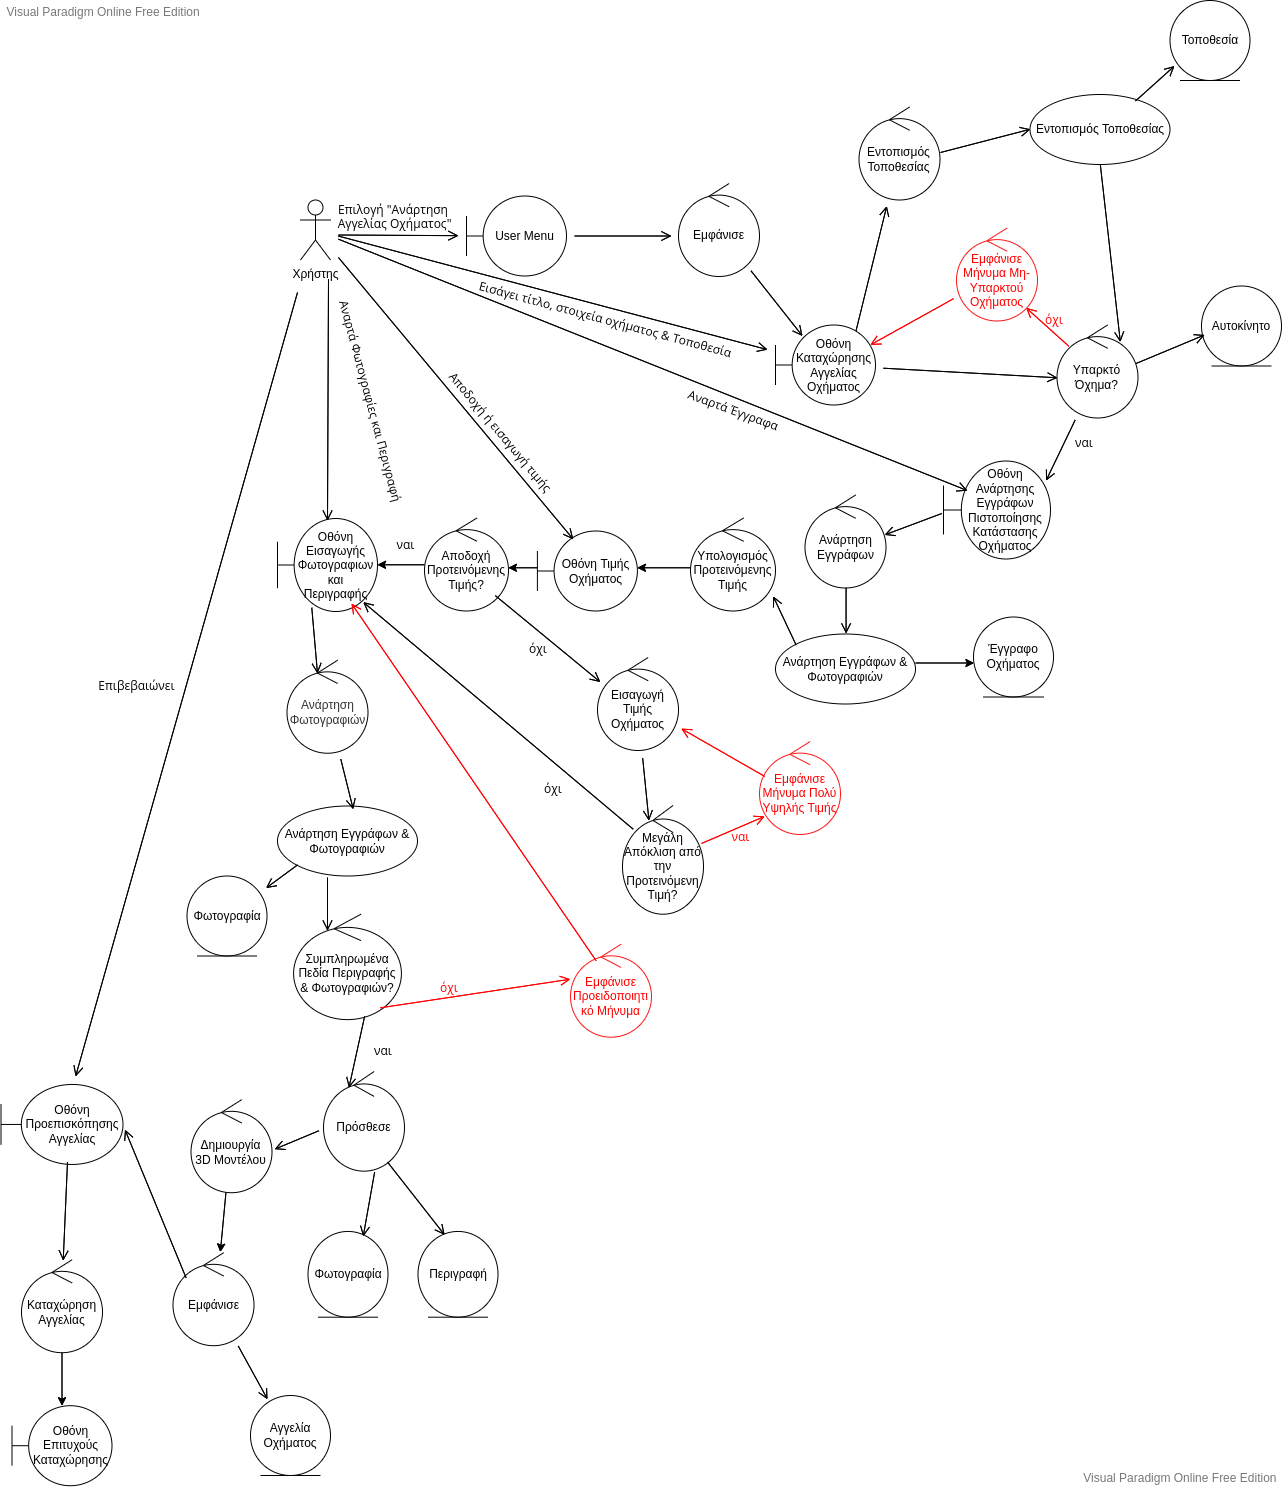 Visual Paradigm Online Free Edition
Τοποθεσία
Εντοπισμός Τοποθεσίας
Εντοπισμός
Τοποθεσίας
Επιλογή "Ανάρτηση
Αγγελίας Οχήματος"
User Menu
Εμφάνισε
Χρήστης
Εμφάνισε
Μήνυμα Μη-
Υπαρκτού
Οχήματος
όχι
Αυτοκίνητο
Εισάγει τίτλο, στοιχεία οχήματος & Τοποθεσία
Οθόνη
Καταχώρησης
Αγγελίας
Οχήματος
Υπαρκτό
Όχημα?
Αναρτά Φωτογραφίες και Περιγραφή
Αποδοχή ή εισαγωγή τιμής
Αναρτά Έγγραφα
ναι
Οθόνη
Ανάρτησης
Εγγράφων
Πιστοποίησης
Κατάστασης
Οχήματος
Οθόνη
Εισαγωγής
Φωτογραφιων
και
Περιγραφής
ναι
Αποδοχή
Προτεινόμενης
Τιμής?
Οθόνη Τιμής
Οχήματος
Υπολογισμός
Προτεινόμενης
Τιμής
Ανάρτηση
Εγγράφων
όχι
Ανάρτηση Εγγράφων &
Φωτογραφιών
Έγγραφο
Οχήματος
Επιβεβαιώνει
Ανάρτηση
Φωτογραφιών
Εισαγωγή
Τιμής
Οχήματος
όχι
Εμφάνισε
Μήνυμα Πολύ
Υψηλής Τιμής
ναι
Ανάρτηση Εγγράφων &
Φωτογραφιών
Μεγάλη
Απόκλιση από
την
Προτεινόμενη
Τιμή?
Φωτογραφία
Συμπληρωμένα
Πεδία Περιγραφής
& Φωτογραφιών?
όχι
Εμφάνισε
Προειδοποιητι
κό Μήνυμα
ναι
Οθόνη
Προεπισκόπησης
Αγγελίας
Δημιουργία
3D Μοντέλου
Πρόσθεσε
Φωτογραφία
Περιγραφή
Καταχώρηση
Αγγελίας
Εμφάνισε
Οθόνη
Επιτυχούς
Καταχώρησης
Αγγελία
Οχήματος
Visual Paradigm Online Free Edition